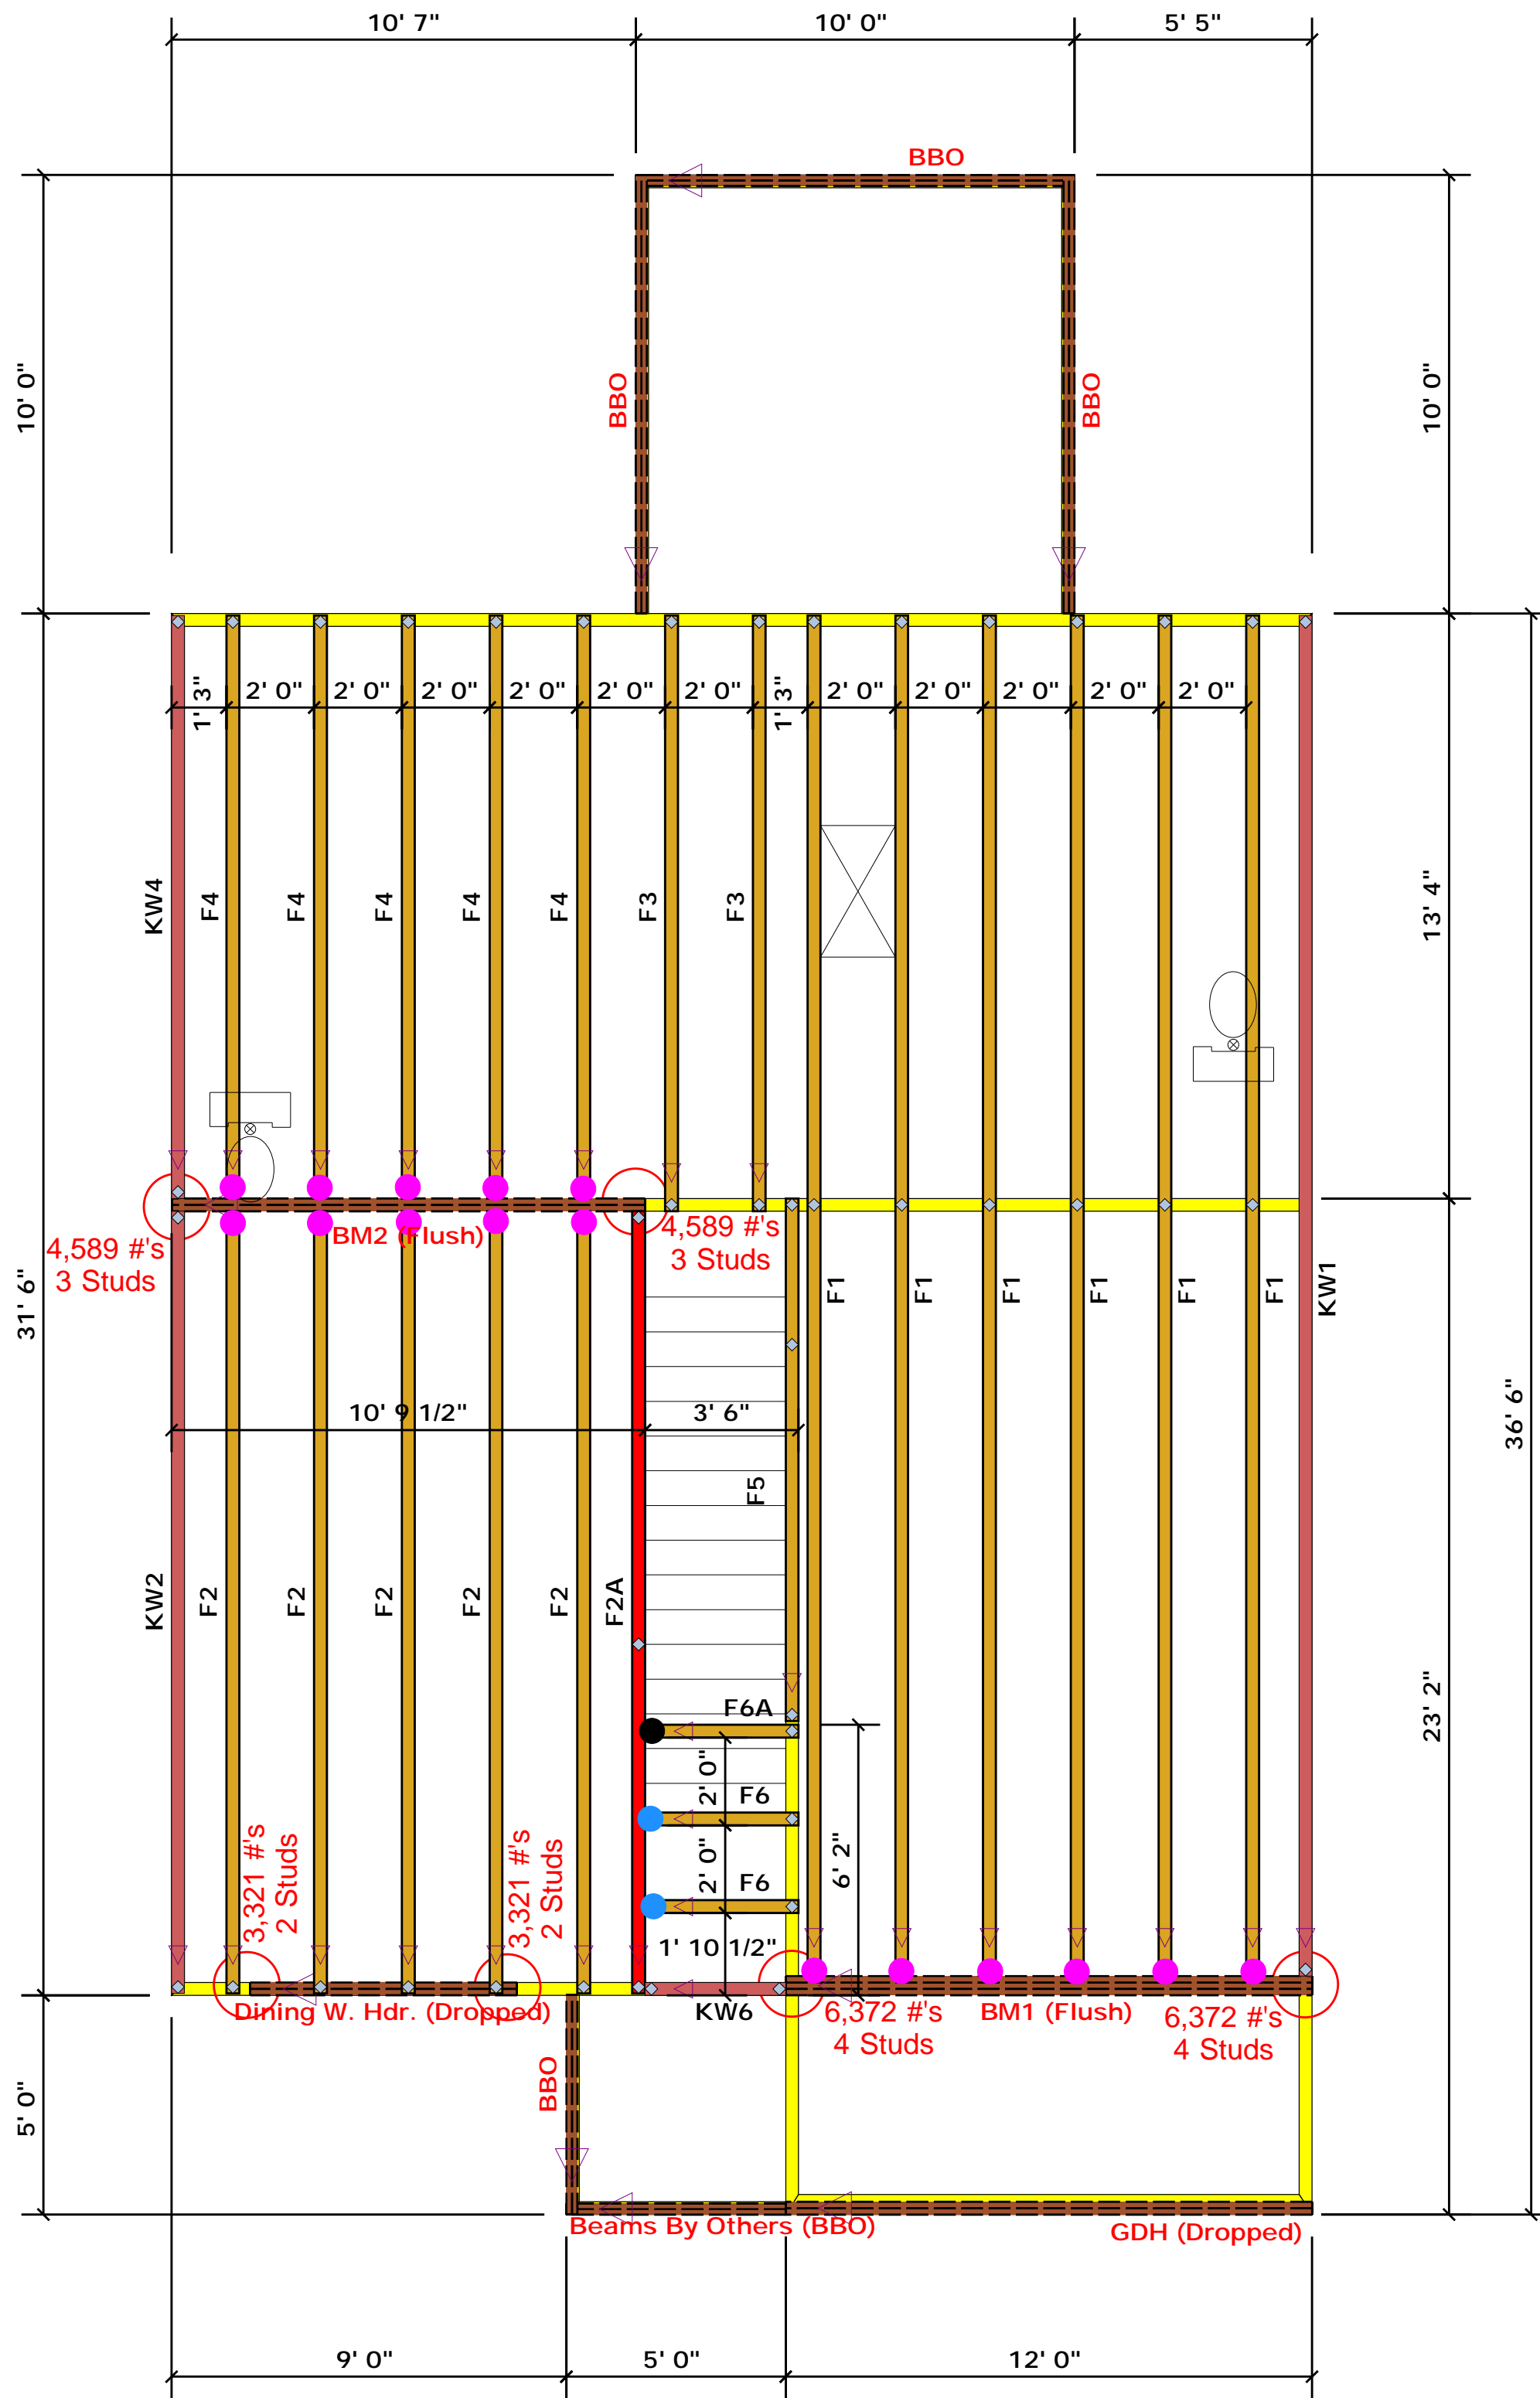 10' 7"
10' 0"
5' 5"
BBO
10' 0"
BBO
BBO
10' 0"
1' 3"
2' 0"
2' 0"
2' 0"
2' 0"
2' 0"
2' 0"
1' 3"
2' 0"
2' 0"
2' 0"
2' 0"
2' 0"
KW4
F4
F4
F4
F4
F4
F3
F3
13' 4"
4,589 #'s
3 Studs
BM2 (Flush)
4,589 #'s
3 Studs
31' 6"
F1
F1
F1
F1
F1
F1
KW1
10' 9 1/2"
3' 6"
36' 6"
F5
KW2
F2
F2
F2
F2
F2
F2A
23' 2"
F6A
2' 0"
F6
3,321 #'s
2 Studs
3,321 #'s
2 Studs
2' 0"
6' 2"
F6
1' 10 1/2"
Dining W. Hdr. (Dropped)
KW6
6,372 #'s
4 Studs
BM1 (Flush)
6,372 #'s
4 Studs
BBO
5' 0"
Beams By Others (BBO)
GDH (Dropped)
9' 0"
5' 0"
12' 0"